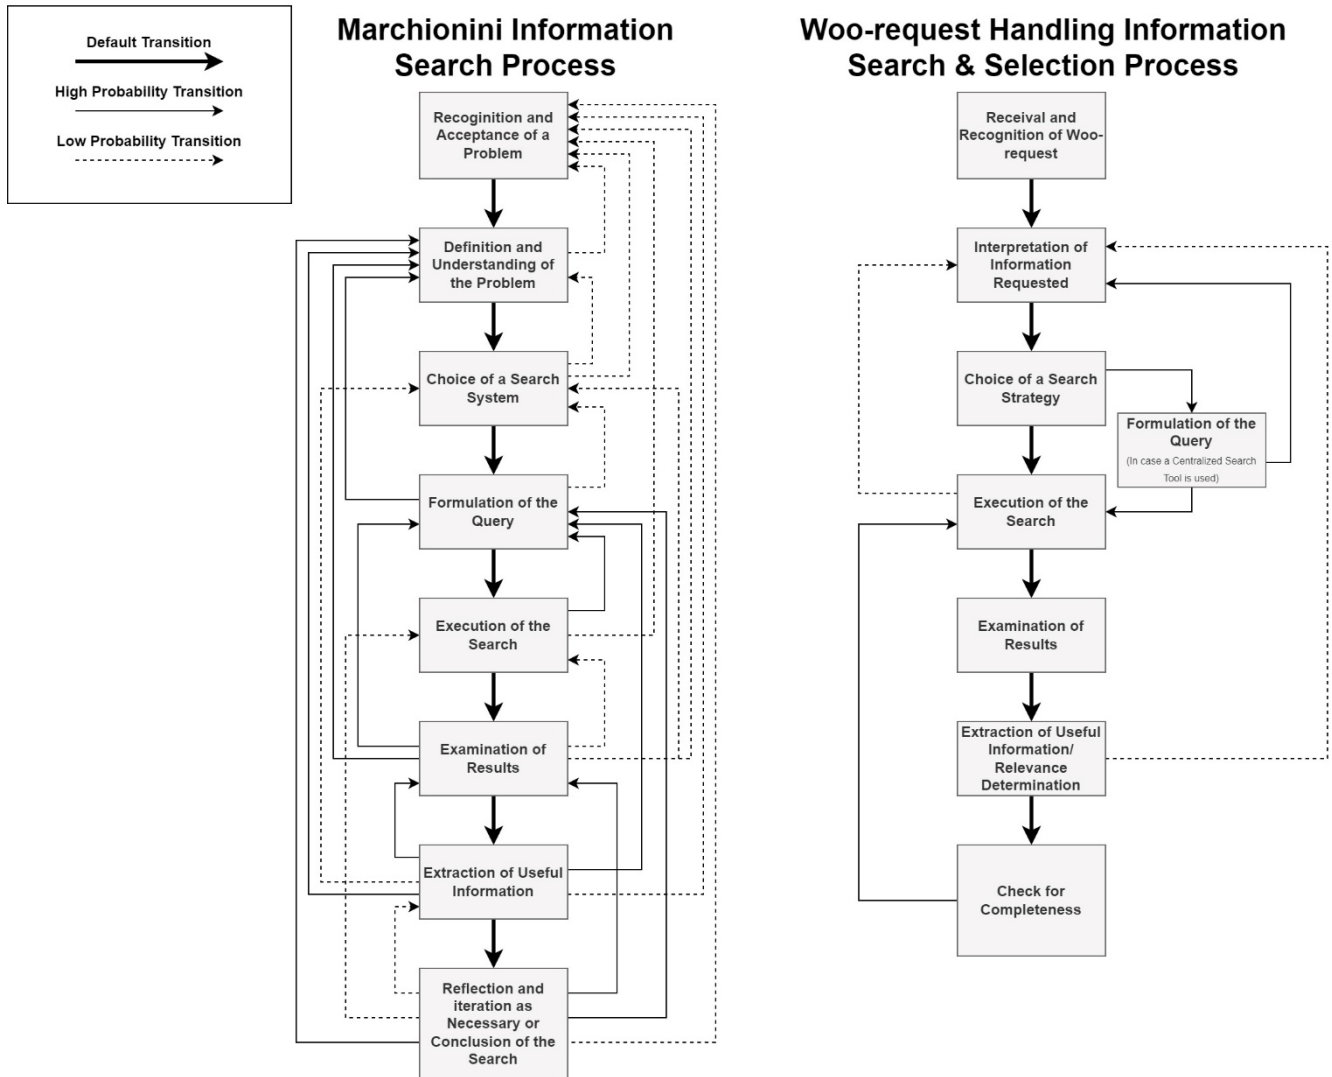 Default Transition
High Probability Transition
Low Probability Transition
Marchionini Information
Search Process
Recoginition and
Acceptance of a
Problem
Definition and
Understanding of
the Problem
Choice of a Search
System
Formulation of the
Query
Execution of the
Search
Examination of
Results
Extraction of Useful
Information
Reflection and
iteration as
Necessary or
Conclusion of the
Search
Woo-request Handling Information
Search & Selection Process
Receival and
Recognition of Woo-
request
Interpretation of
Information
Requested
Choice of a Search
Strategy
Formulation of the
Query
(In case a Centralized Search
Tool is used)
Execution of the
Search
Examination of
Results
Extraction of Useful
Information/
Relevance
Determination
Check for
Completeness